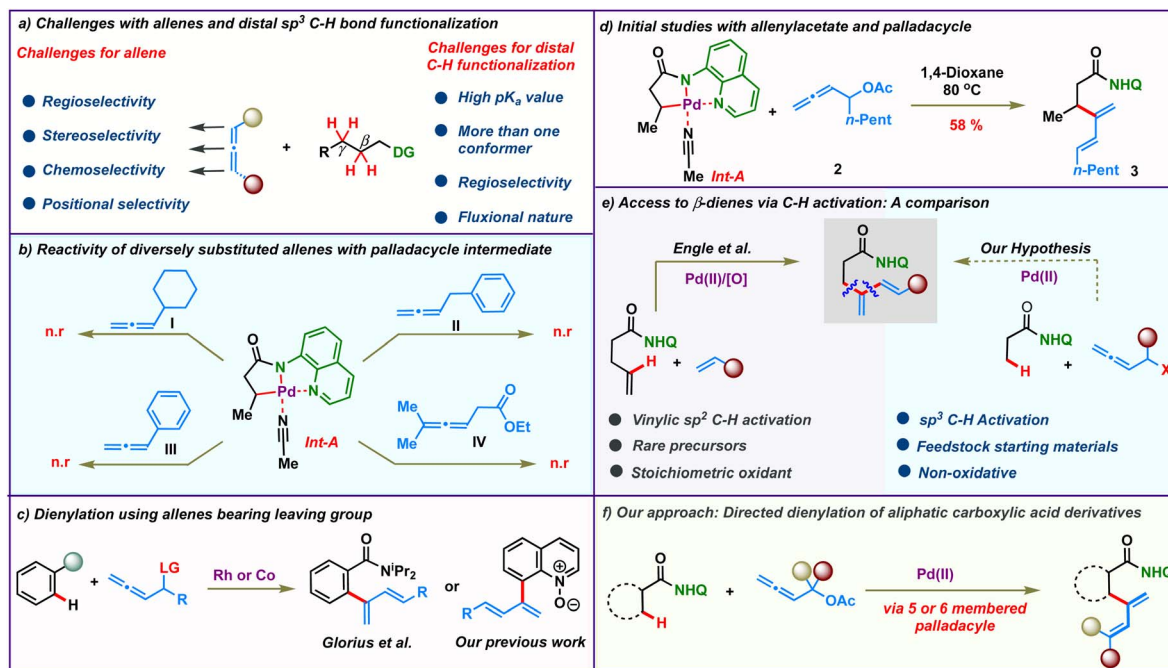 a) Challenges with allenes and distal sp3 C-H bond functionalization
Challenges for allene
Regioselectivity
Stereoselectivity
Chemoselectivity
Positional selectivity
+
H H
R γ β DG
H H
Challenges for distal
C-H functionalization
High pKa value
More than one
conformer
Regioselectivity
Fluxional nature
b) Reactivity of diversely substituted allenes with palladacycle intermediate
n.r
I
II
n.r
O
N
Pd N
Me
N
Me
Int-A
n.r
III
Me
Me
O
OEt
IV
n.r
c) Dienylation using allenes bearing leaving group
H
+
LG
R
Rh or Co
O
NiPr2
R
Glorius et al.
or
N+
O⊖
R
Our previous work
d) Initial studies with allenylacetate and palladacycle
O
N
Pd N
Me
N
Me
Int-A
+
OAc
n-Pent
2
1,4-Dioxane
80 oC
58 %
O
NHQ
Me
n-Pent
3
e) Access to β-dienes via C-H activation: A comparison
Engle et al.
Pd(II)/[O]
O
NHQ
Our Hypothesis
Pd(II)
O
NHQ
H
+
O
NHQ
H
+
X
Vinylic sp2 C-H activation
Rare precursors
Stoichiometric oxidant
sp3 C-H Activation
Feedstock starting materials
Non-oxidative
f) Our approach: Directed dienylation of aliphatic carboxylic acid derivatives
O
NHQ
H
+
OAc
Pd(II)
via 5 or 6 membered
palladacyle
O